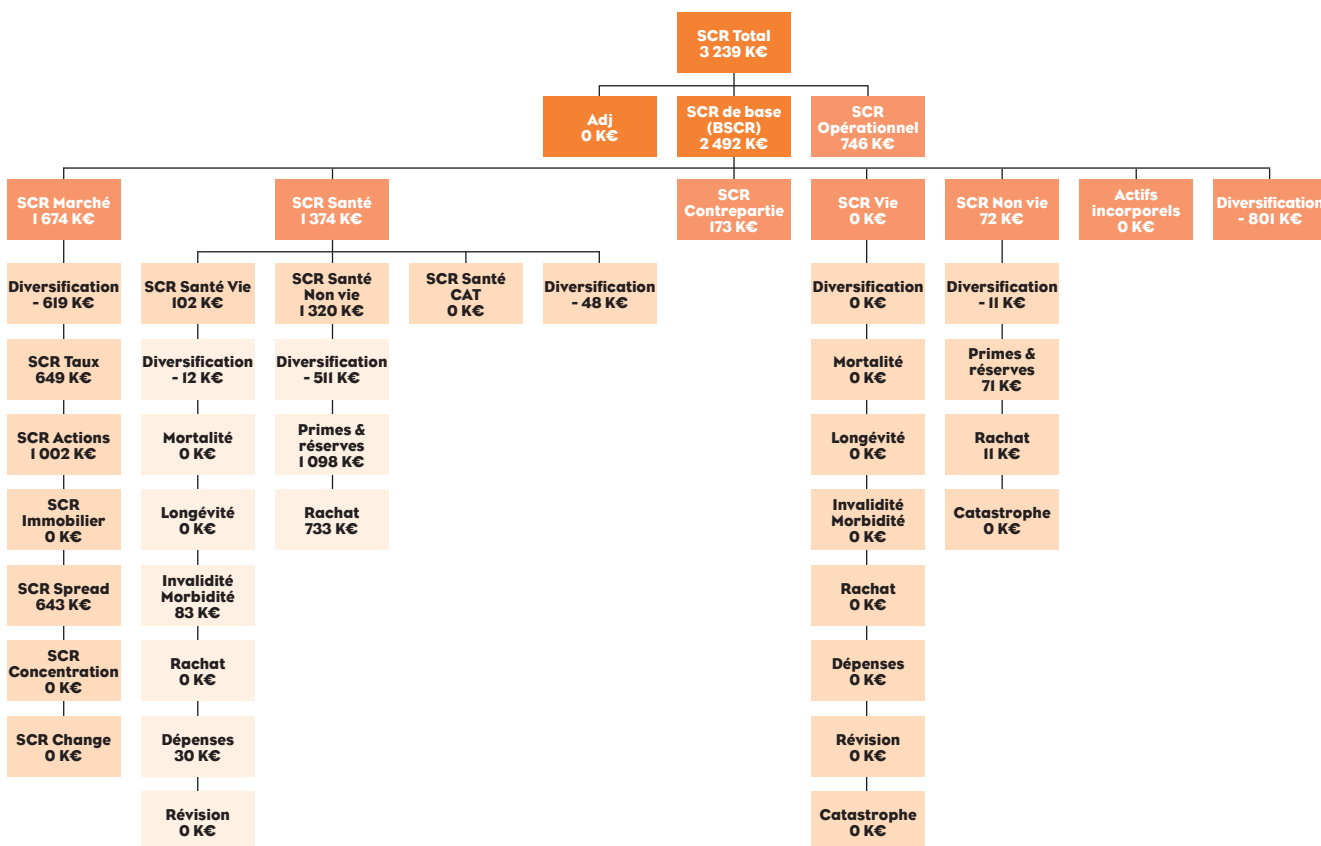 SCR Total
3 239 K€
Adj
0 K€
SCR de base
(BSCR)
2 492 K€
SCR
Opérationnel
746 K€
SCR Marché
1 674 K€
SCR Santé
1 374 K€
SCR
Contrepartie
173 K€
SCR Vie
0 K€
SCR Non vie
72 K€
Actifs
incorporels
0 K€
Diversification
- 801 K€
Diversification
- 619 K€
SCR Santé Vie
102 K€
SCR Santé
Non vie
1 320 K€
SCR Santé
CAT
0 K€
Diversification
- 48 K€
Diversification
0 K€
Diversification
- 11 K€
SCR Taux
649 K€
Diversification
- 12 K€
Diversification
- 511 K€
Mortalité
0 K€
Primes &
réserves
71 K€
SCR Actions
1 002 K€
Mortalité
0 K€
Primes &
réserves
1 098 K€
Longévité
0 K€
Rachat
11 K€
SCR
Immobilier
0 K€
Longévité
0 K€
Rachat
733 K€
Invalidité
Morbidité
0 K€
Catastrophe
0 K€
SCR Spread
643 K€
Invalidité
Morbidité
83 K€
Rachat
0 K€
SCR
Concentration
0 K€
Rachat
0 K€
Dépenses
0 K€
SCR Change
0 K€
Dépenses
30 K€
Révision
0 K€
Révision
0 K€
Catastrophe
0 K€